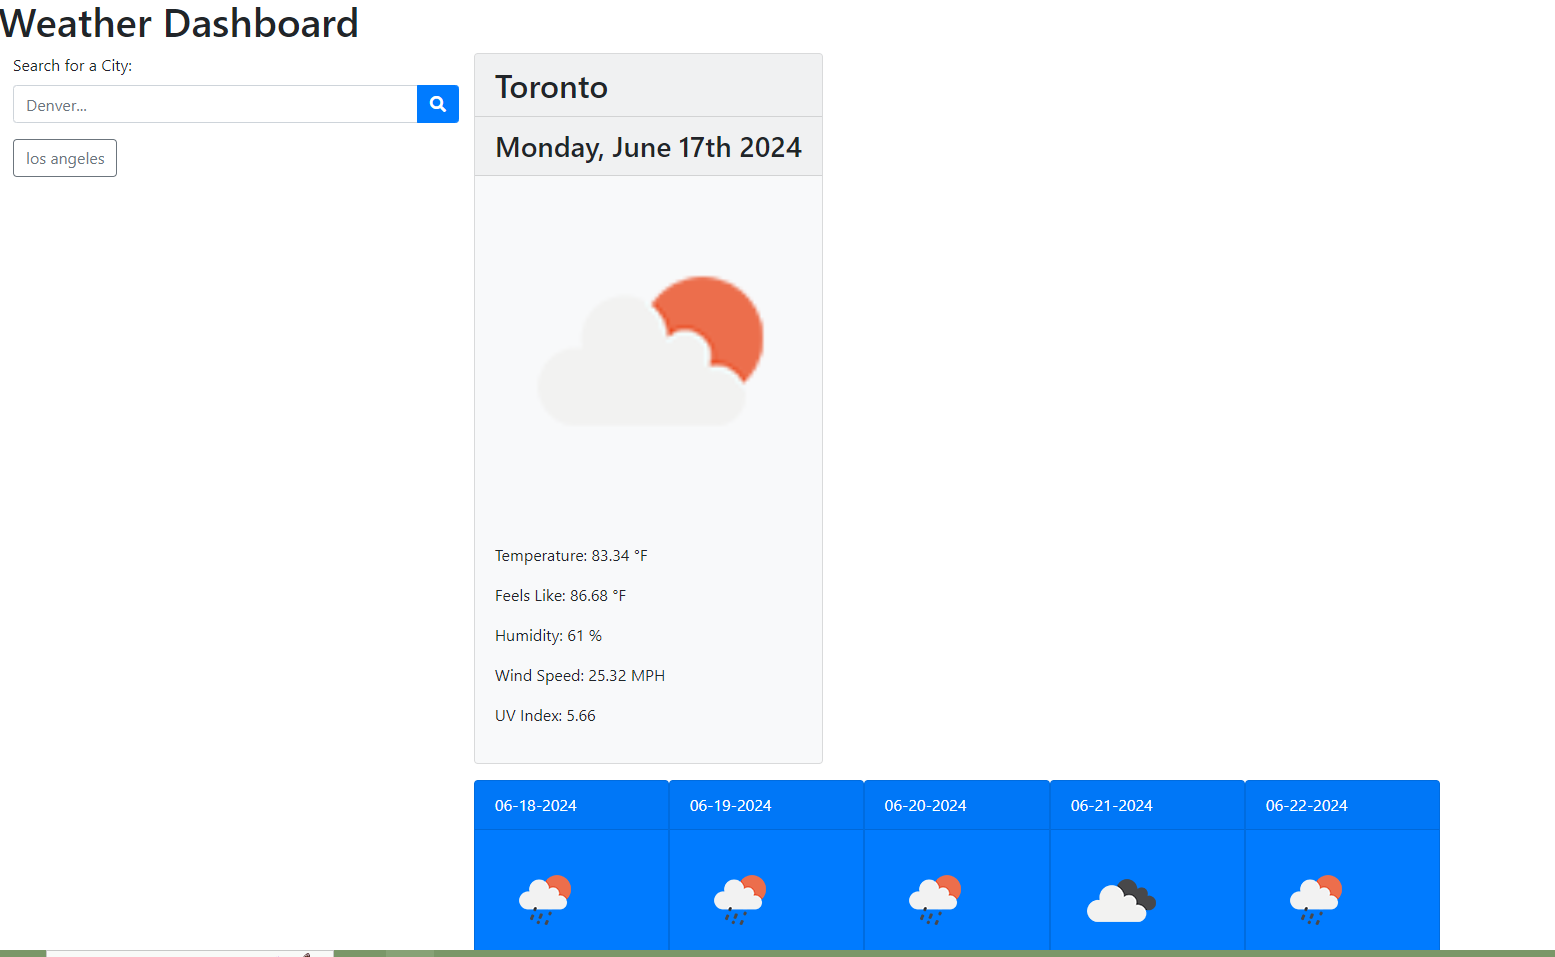 Weather Dashboard
Search for a City:
Denver...
los angeles
Toronto
Monday, June 17th 2024
Temperature: 83.34 °F
Feels Like: 86.68 °F
Humidity: 61 %
Wind Speed: 25.32 MPH
UV Index: 5.66
06-18-2024 06-19-2024 06-20-2024 06-21-2024 06-22-2024